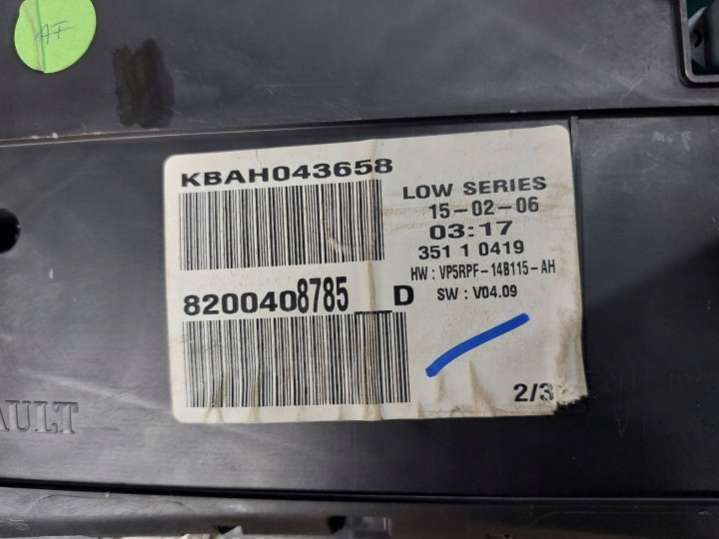 AF
KBAH043658
LOW SERIES
15-02-06
03:17
351 1 0419
HW : VP5RPF-14B115-AH
SW : V04.09
8200408785__D
2/3
AULT